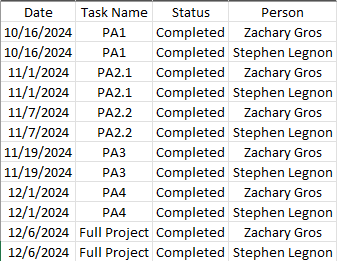 Date Task Name Status Person
10/16/2024 PA1 Completed Zachary Gros
10/16/2024 PA1 Completed Stephen Legnon
11/1/2024 PA2.1 Completed Zachary Gros
11/1/2024 PA2.1 Completed Stephen Legnon
11/7/2024 PA2.2 Completed Zachary Gros
11/7/2024 PA2.2 Completed Stephen Legnon
11/19/2024 PA3 Completed Zachary Gros
11/19/2024 PA3 Completed Stephen Legnon
12/1/2024 PA4 Completed Zachary Gros
12/1/2024 PA4 Completed Stephen Legnon
12/6/2024 Full Project Completed Zachary Gros
12/6/2024 Full Project Completed Stephen Legnon